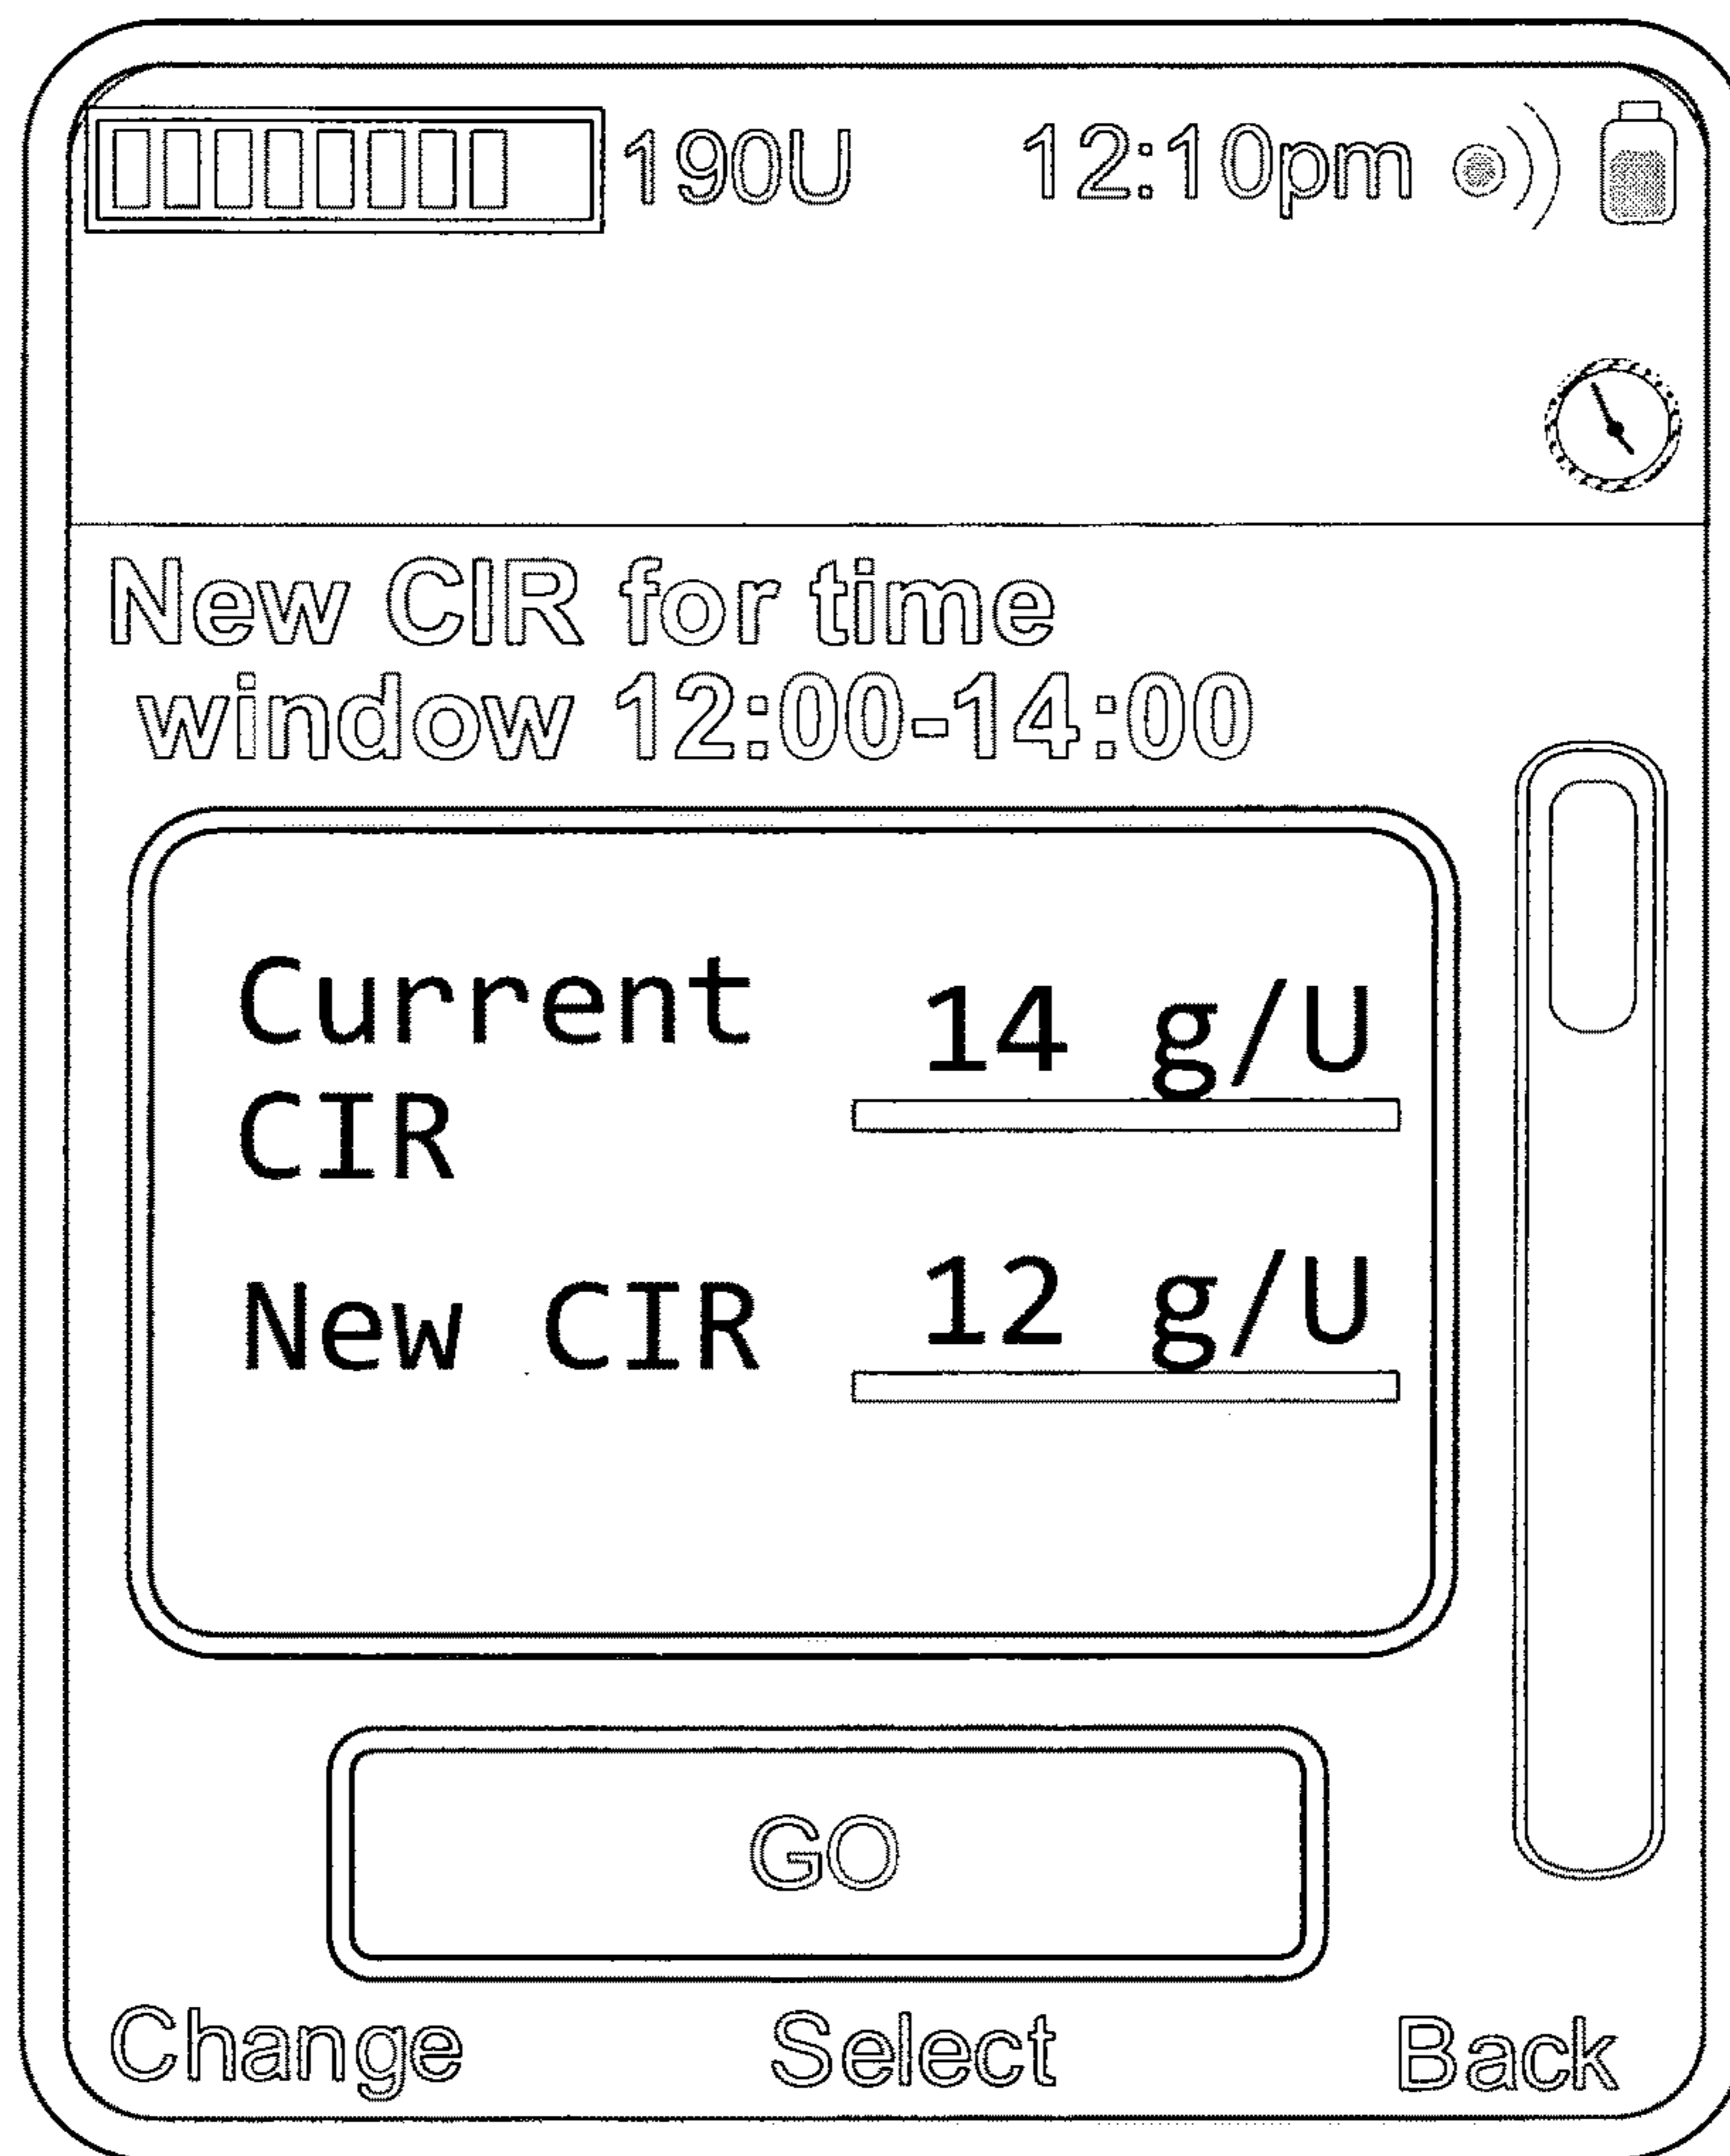 190U 12:10pm
New CIR for time
window 12:00-14:00
Current
CIR
14 g/U
New CIR 12 g/U
GO
Change Select Back